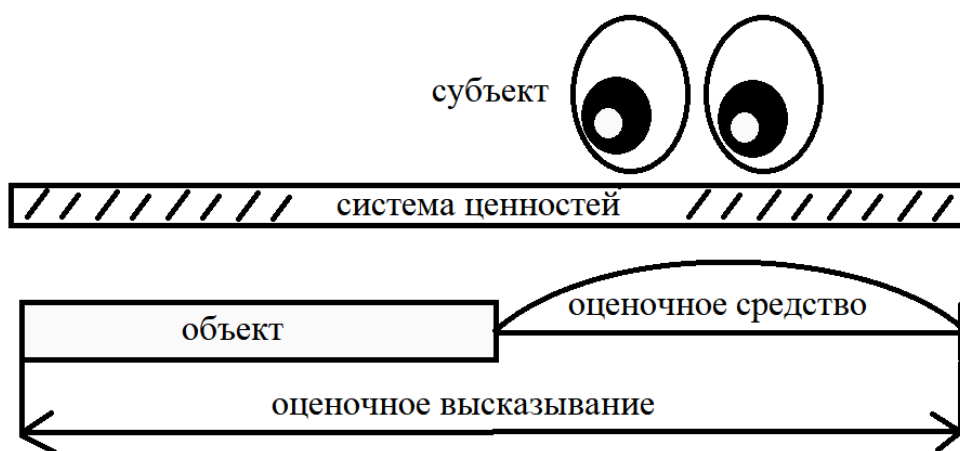 субъект
система ценностей
оценочное средство
объект
оценочное высказывание